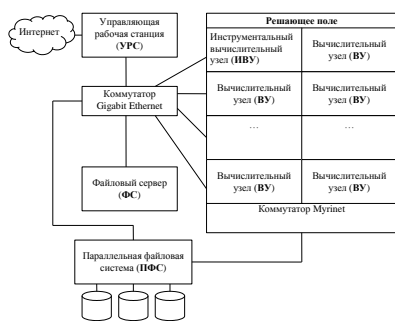 Интернет
Управляющая
рабочая станция
(УРС)
Решающее поле
Инструментальный
вычислительный
узел (ИВУ)
Вычислительный
узел (ВУ)
Коммутатор
Gigabit Ethernet
Вычислительный
узел (ВУ)
Вычислительный
узел (ВУ)
...
...
Файловый сервер
(ФС)
Вычислительный
узел (ВУ)
Вычислительный
узел (ВУ)
Коммутатор Myrinet
Параллельная файловая
система (ПФС)